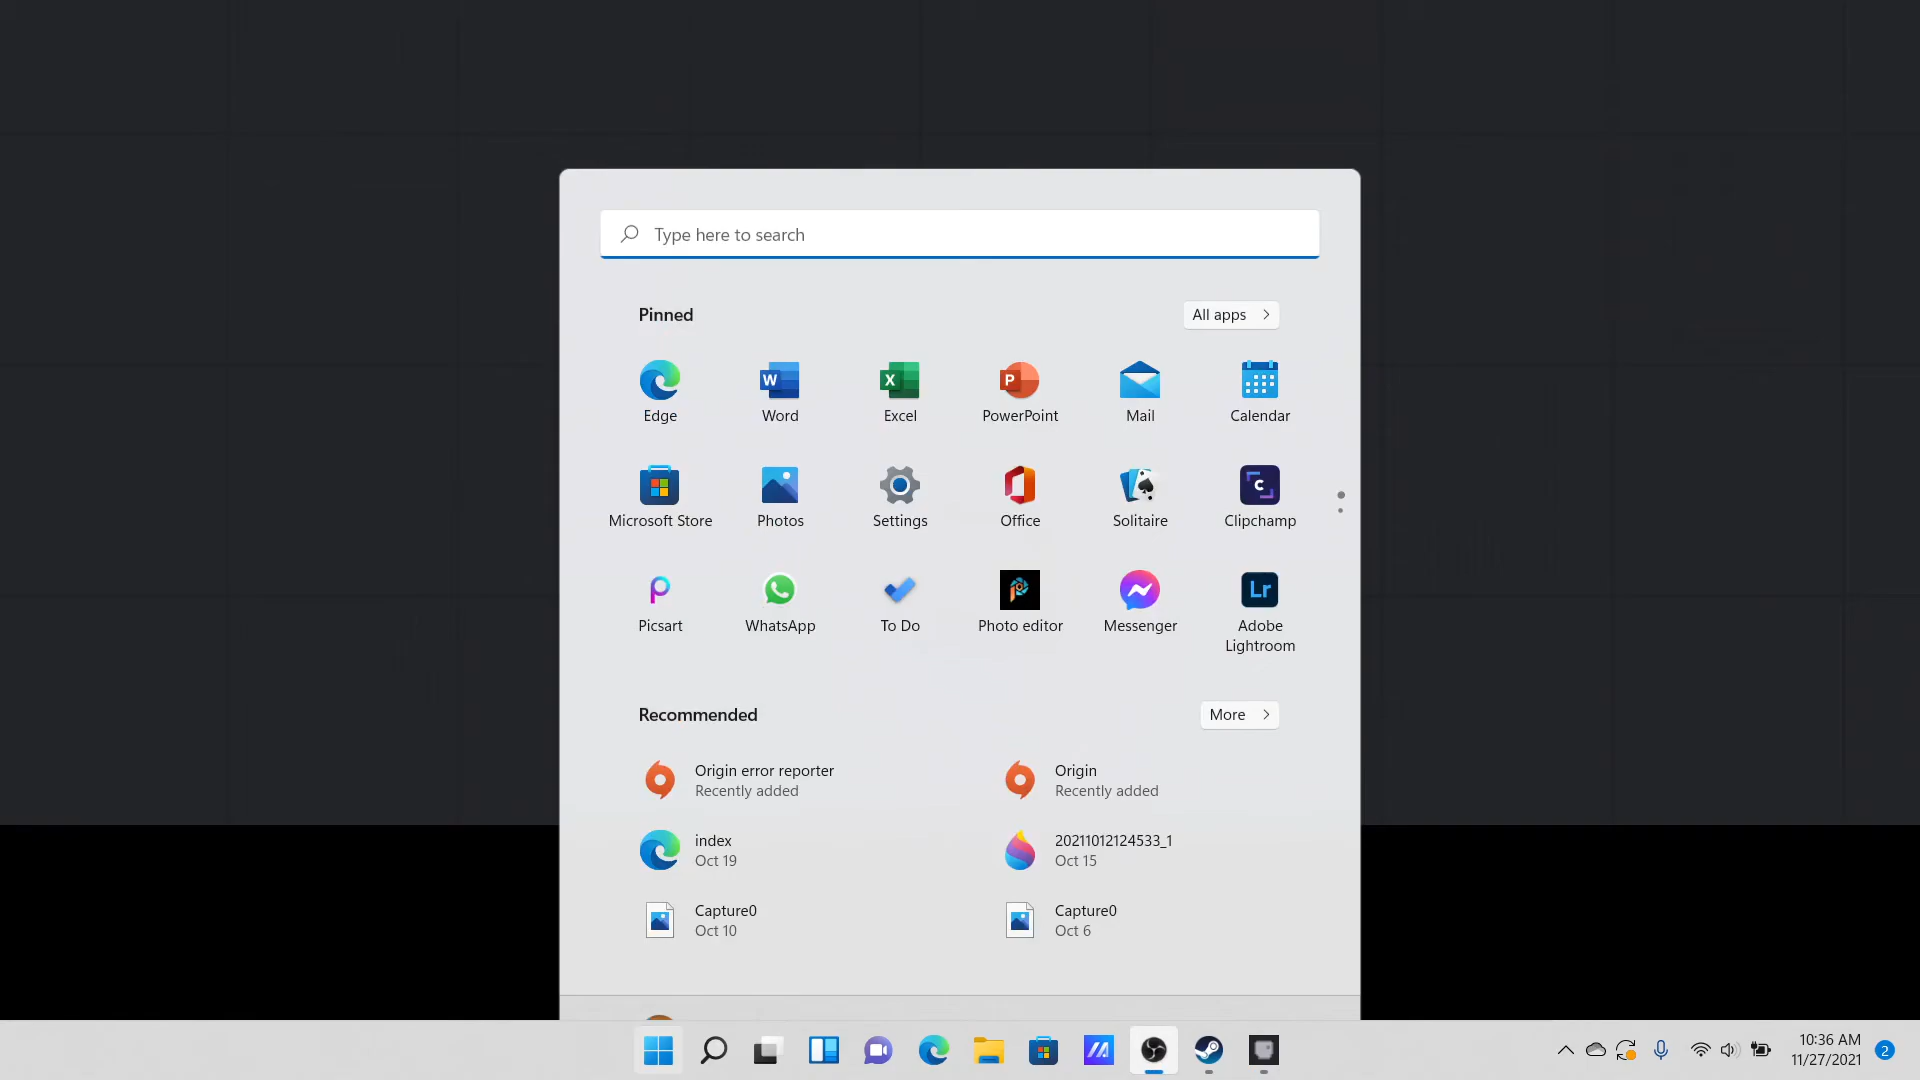 Type here to search
Pinned
All apps
Edge
Word
Excel
PowerPoint
Mail
Calendar
Microsoft Store
Photos
Settings
Office
Solitaire
Clipchamp
Picsart
WhatsApp
To Do
Photo editor
Messenger
Adobe
Lightroom
Recommended
More
Origin error reporter
Recently added
Origin
Recently added
index
Oct 19
20211012124533_1
Oct 15
Capture0
Oct 10
Capture0
Oct 6
10:36 AM
11/27/2021
2